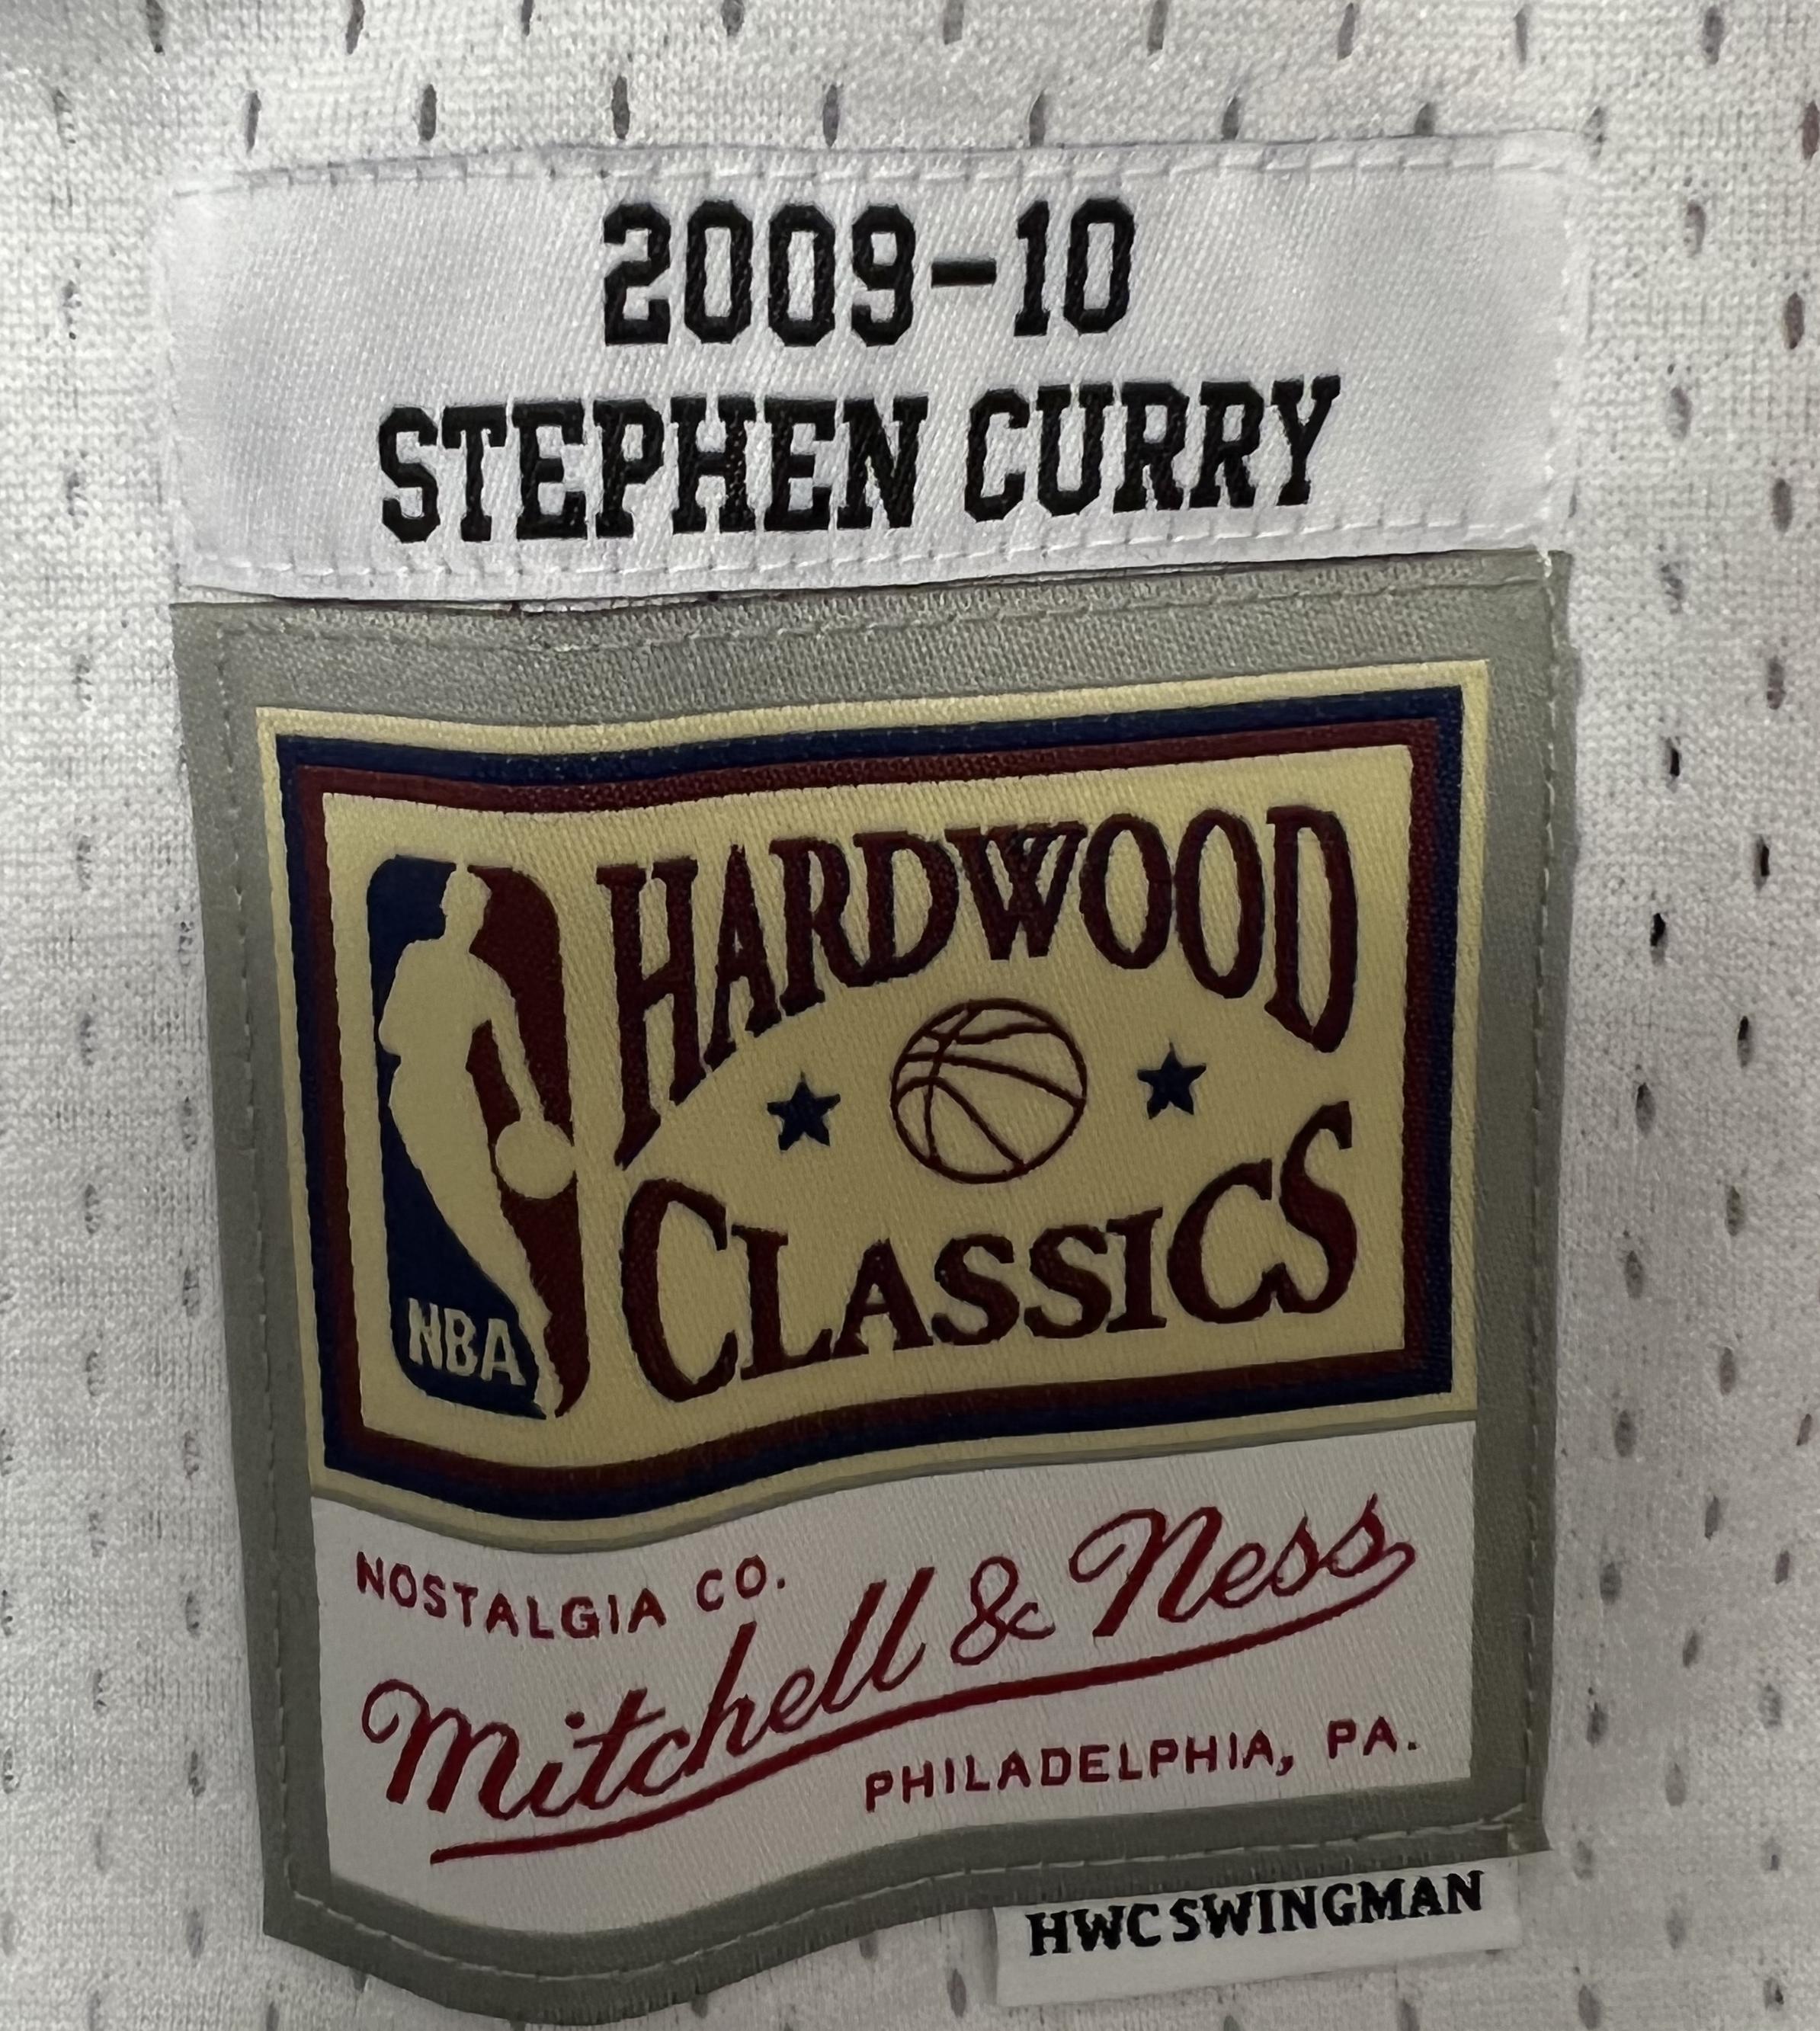 2009-10
STEPHEN CURRY
HARDWOOD
CLASSICS
NBA
NOSTALGIA CO.
Mitchell & Ness
PHILADELPHIA, PA.
HWC SWINGMAN